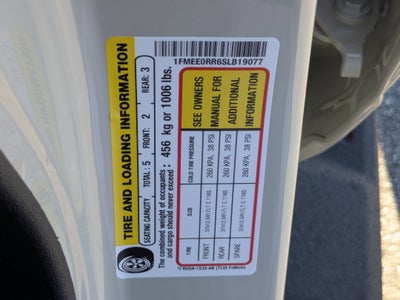 1FMEE0RR6SLB19077
TIRE AND LOADING INFORMATION
SEATING CAPACITY TOTAL: 5 FRONT: 2 REAR: 3
The combined weight of occupants
and cargo should never exceed: 456 kg or 1006 lbs.
SEE OWNERS
MANUAL FOR
ADDITIONAL
INFORMATION
TIRE SIZE COLD TIRE PRESSURE
FRONT 260 KPA, 38 PSI
REAR 260 KPA, 38 PSI
SPARE 260 KPA, 38 PSI